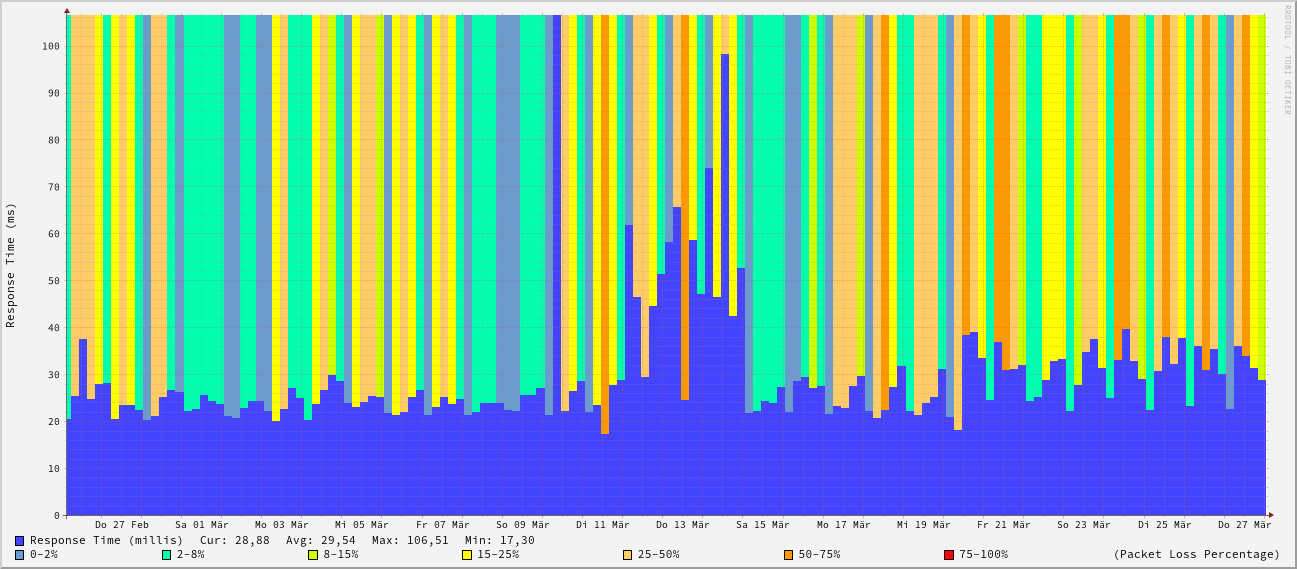 RRDTOOL / TOBI OETIKER
Response Time (ms)
100
90
80
70
60
50
40
30
20
10
0
Do 27 Feb Sa 01 Mär Mo 03 Mär Mi 05 Mär Fr 07 Mär So 09 Mär Di 11 Mär Do 13 Mär Sa 15 Mär Mo 17 Mär Mi 19 Mär Fr 21 Mär So 23 Mär Di 25 Mär Do 27 Mär
Response Time (millis) Cur: 28,88 Avg: 29,54 Max: 106,51 Min: 17,30
0-2% 2-8% 8-15% 15-25% 25-50% 50-75% 75-100% (Packet Loss Percentage)